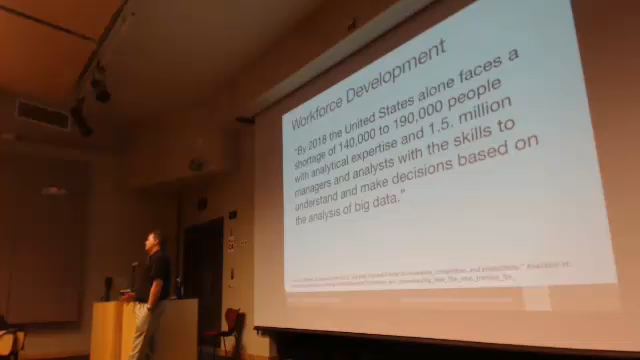 Workforce Development
"By 2018 the United States alone faces a
shortage of 140,000 to 190,000 people
with analytical expertise and 1.5. million
managers and analysts with the skills to
understand and make decisions based on
the analysis of big data."